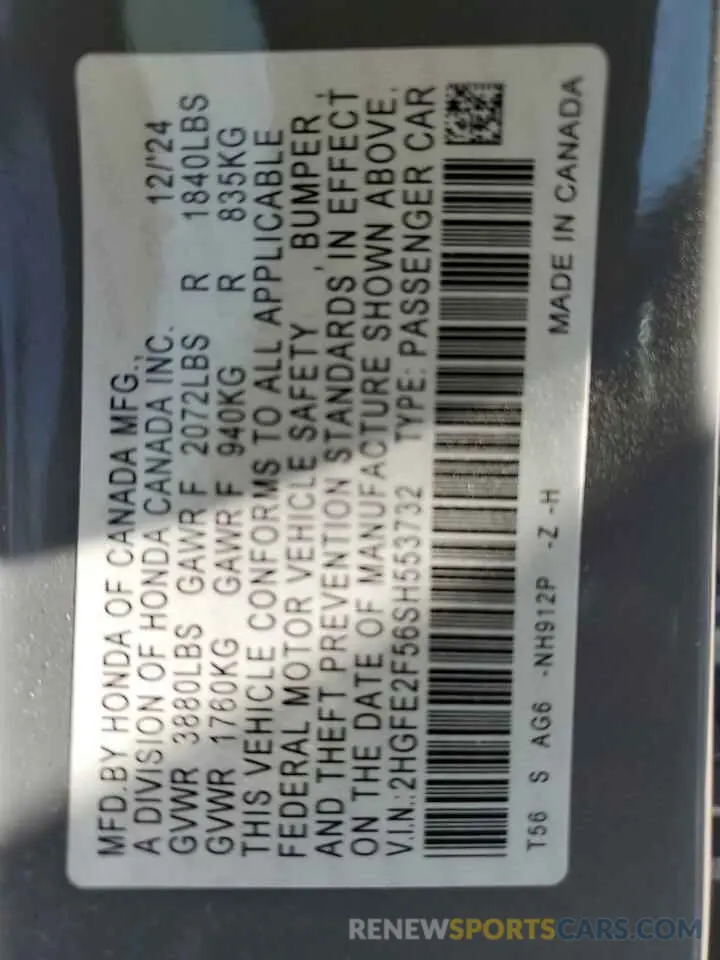 MFD.BY HONDA OF CANADA MFG., 12/'24
A DIVISION OF HONDA CANADA INC.
GVWR 3880LBS GAWR F 2072LBS R 1840LBS
GVWR 1760KG GAWR F 940KG R 835KG
THIS VEHICLE CONFORMS TO ALL APPLICABLE
FEDERAL MOTOR VEHICLE SAFETY , BUMPER ,
AND THEFT PREVENTION STANDARDS IN EFFECT
ON THE DATE OF MANUFACTURE SHOWN ABOVE.
V.I.N.:2HGFE2F56SH553732 TYPE: PASSENGER CAR
T56 S AG6 -NH912P -Z -H MADE IN CANADA
RENEWSPORTSCARS.COM